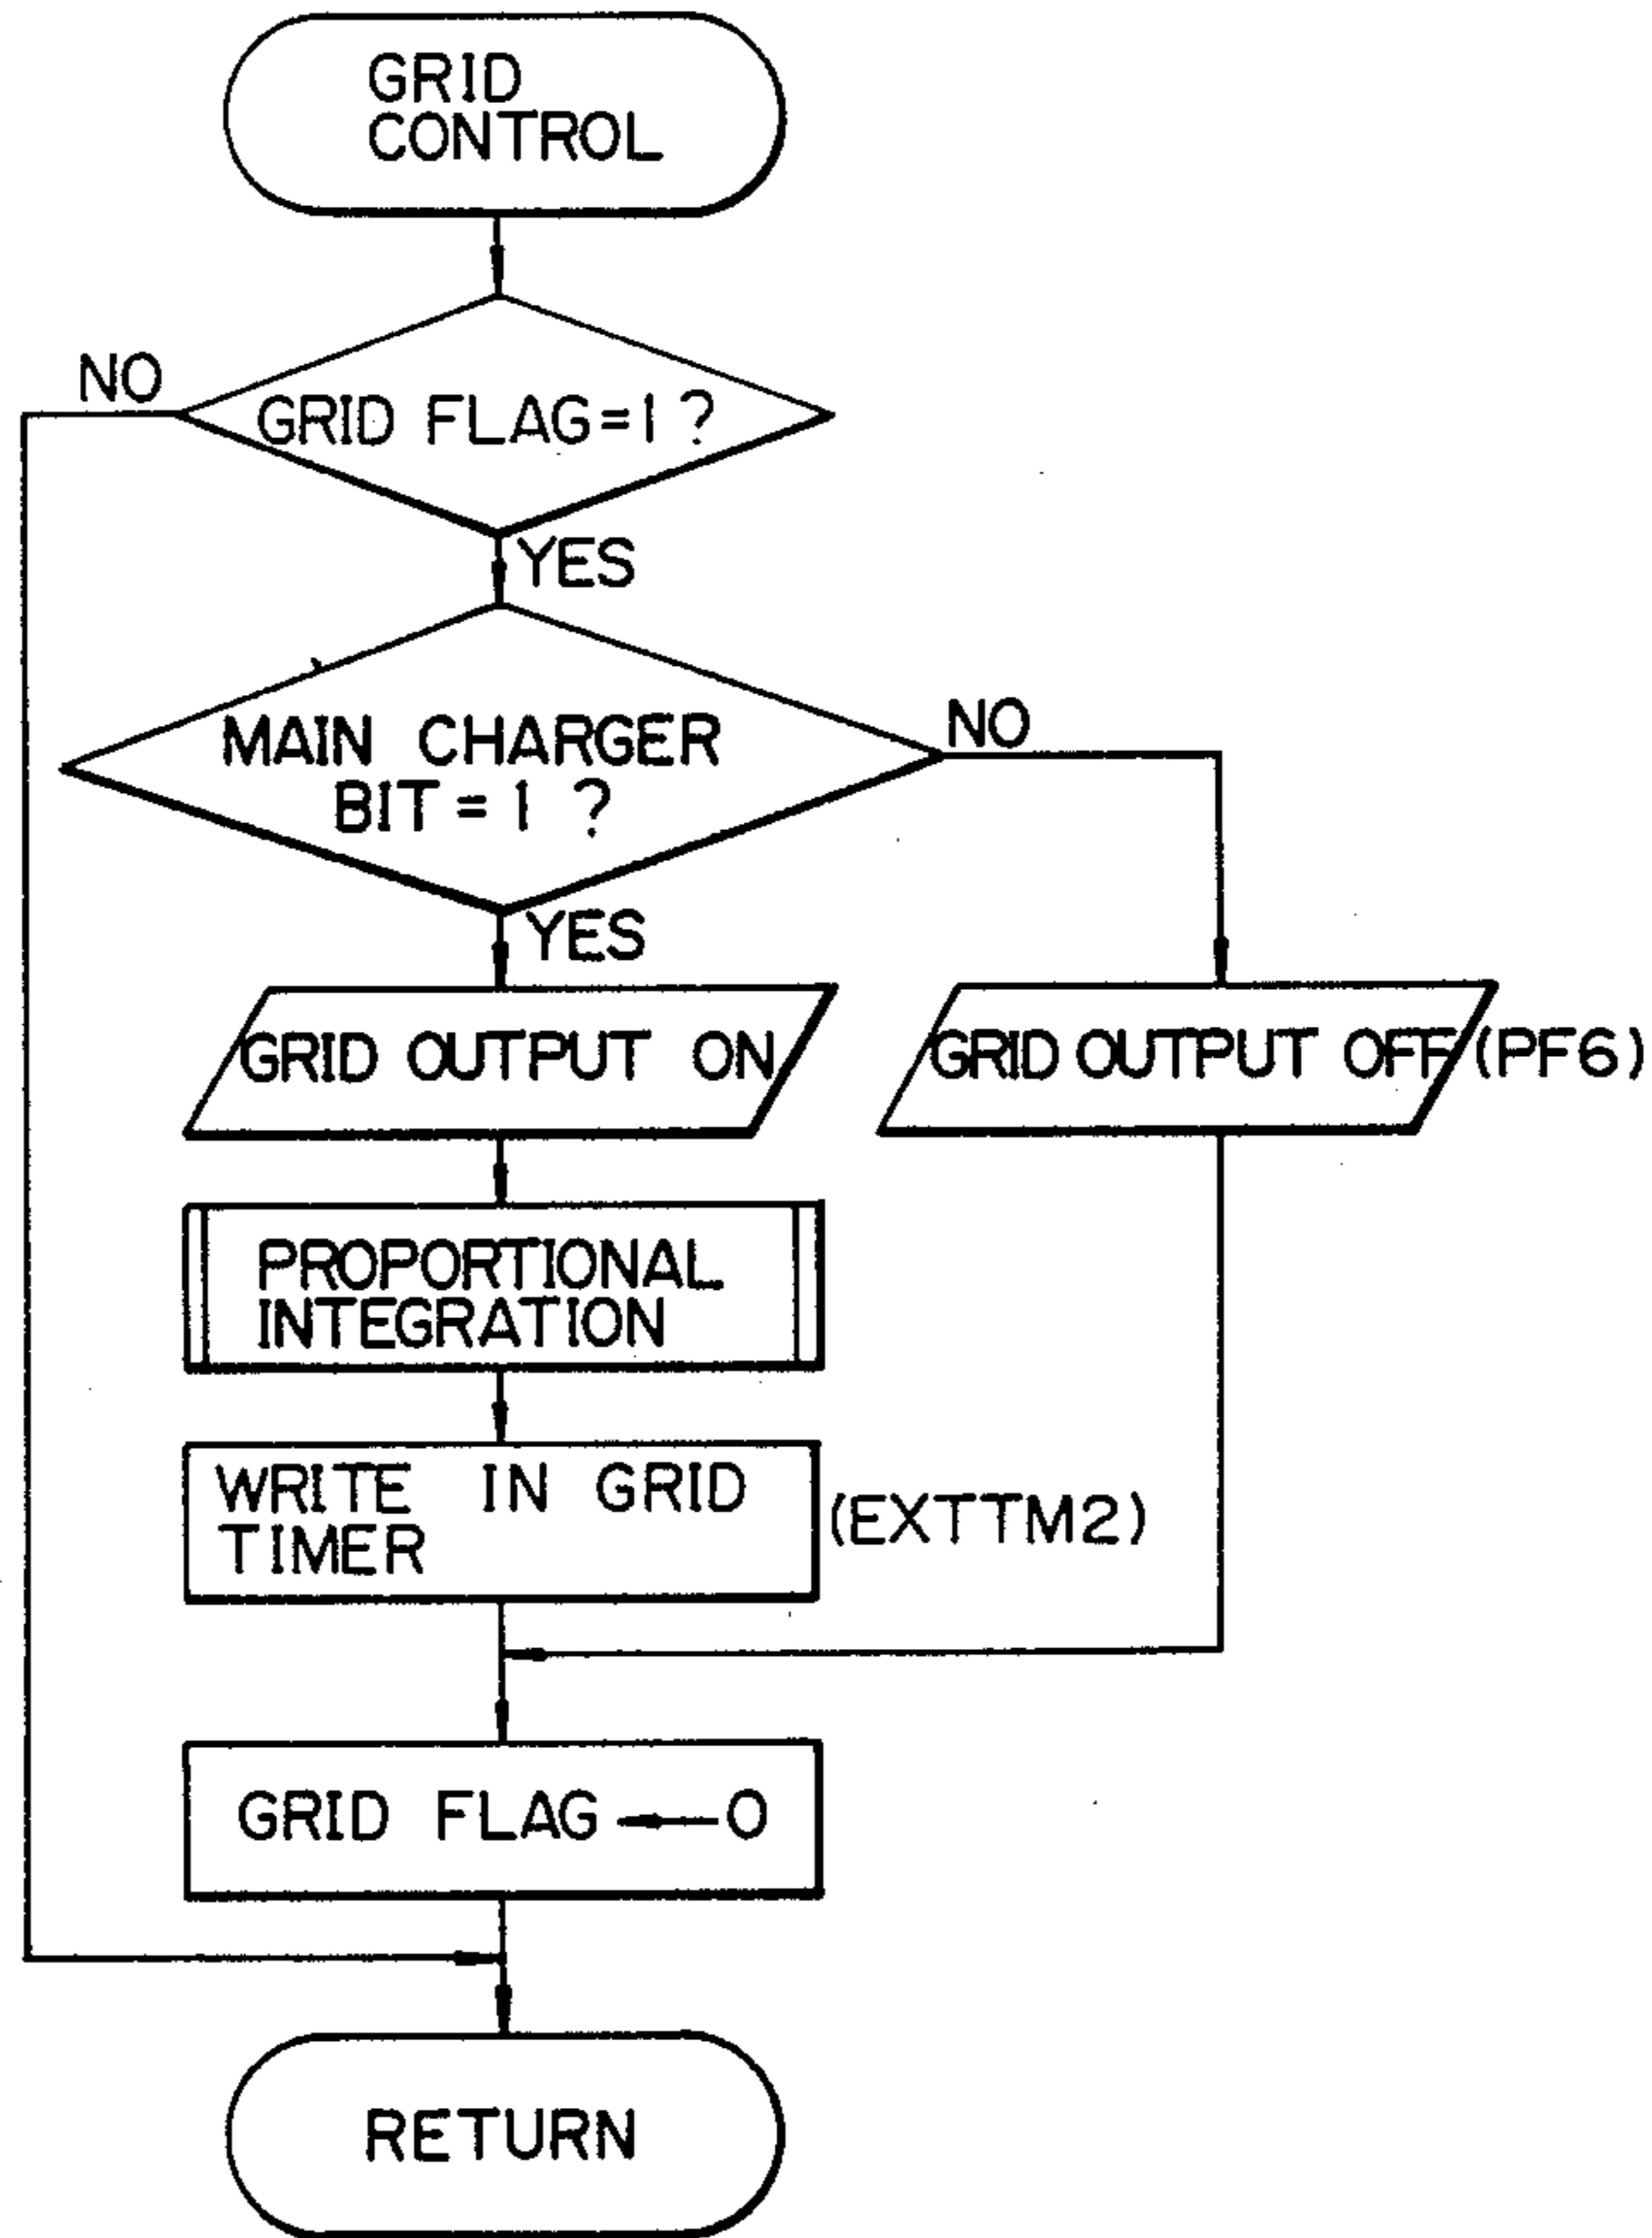 GRID
CONTROL
NO
GRID FLAG=1 ?
YES
MAIN CHARGER
BIT=1 ?
NO
YES
GRID OUTPUT ON
GRID OUTPUT OFF (PF6)
PROPORTIONAL
INTEGRATION
WRITE IN GRID
TIMER
(EXTTM2)
GRID FLAG ← 0
RETURN